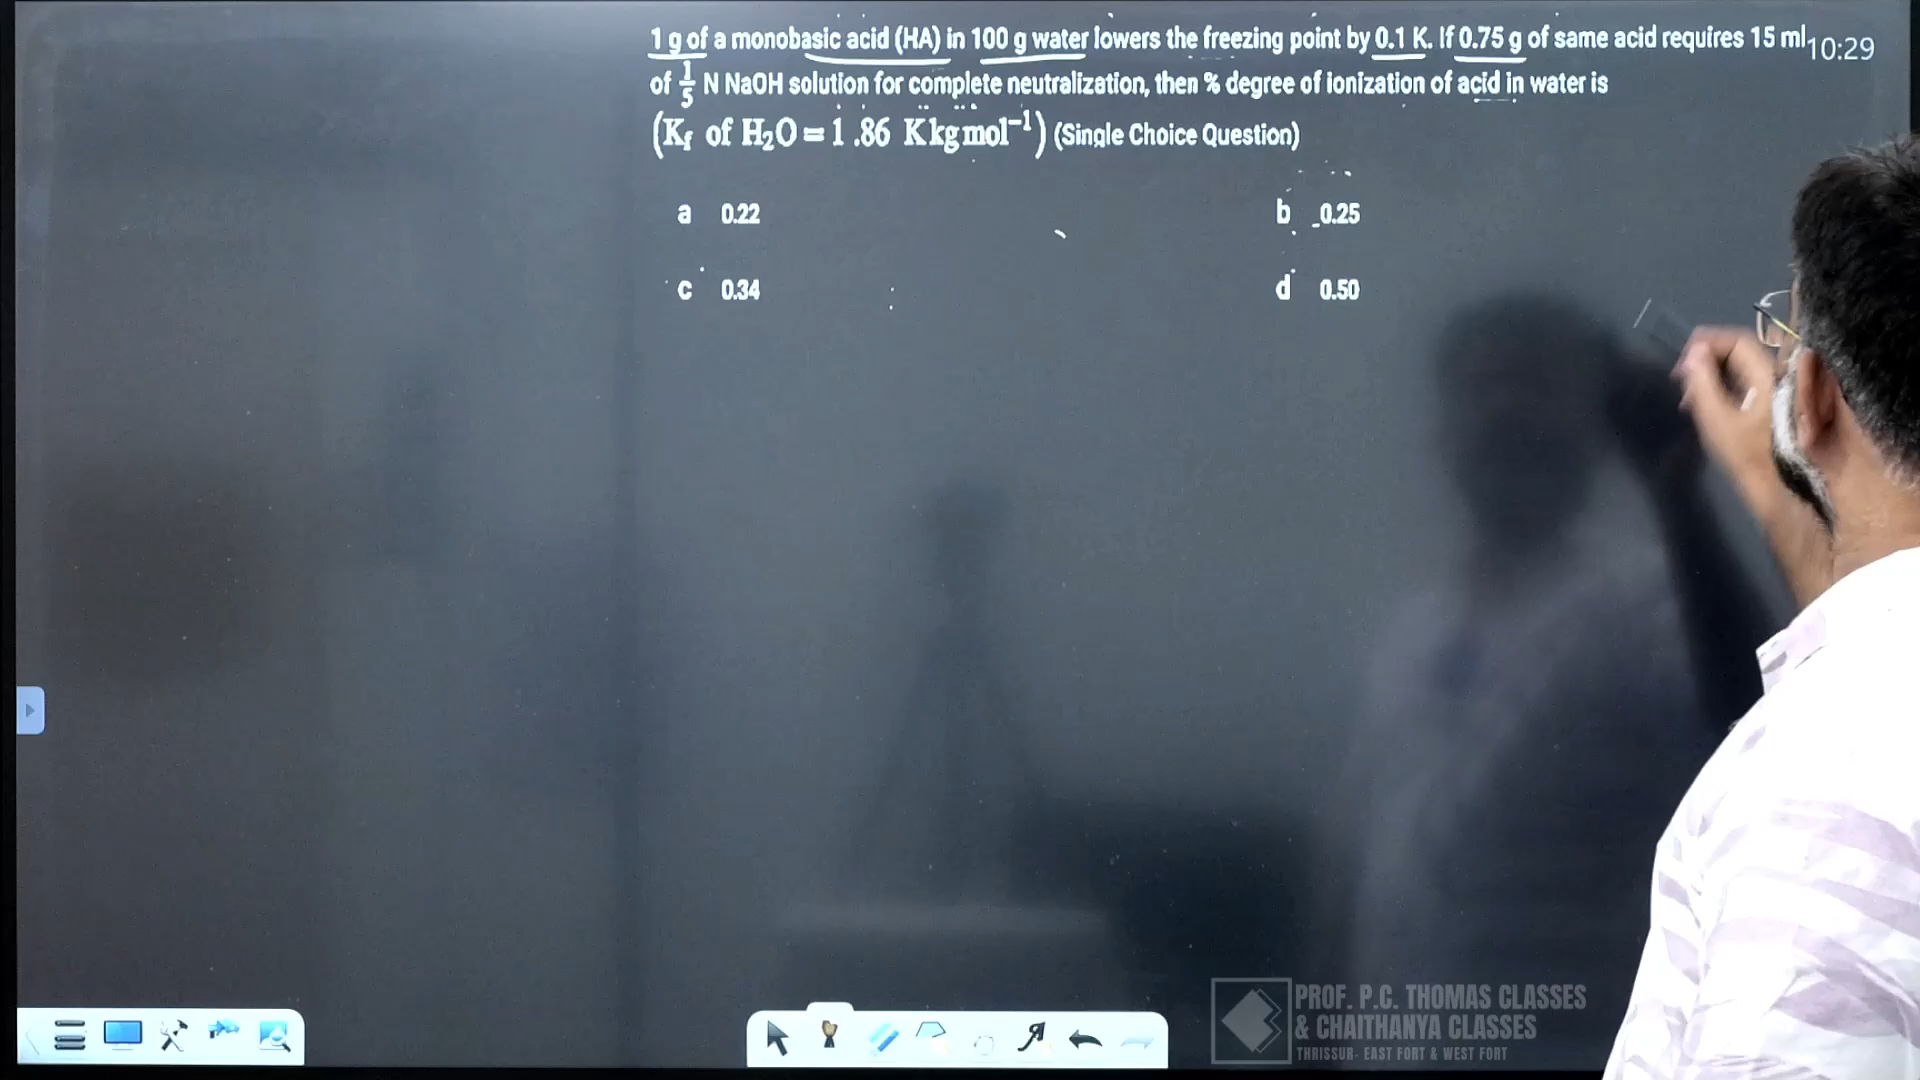 1 g of a monobasic acid (HA) in 100 g water lowers the freezing point by 0.1 K. If 0.75 g of same acid requires 15 ml
10:29
of 1/5 N NaOH solution for complete neutralization, then % degree of ionization of acid in water is
(K_f of H₂O = 1 .86 K kg mol⁻¹) (Single Choice Question)
a 0.22
b 0.25
c 0.34
d 0.50
PROF. P.C. THOMAS CLASSES
& CHAITHANYA CLASSES
THRISSUR- EAST FORT & WEST FORT